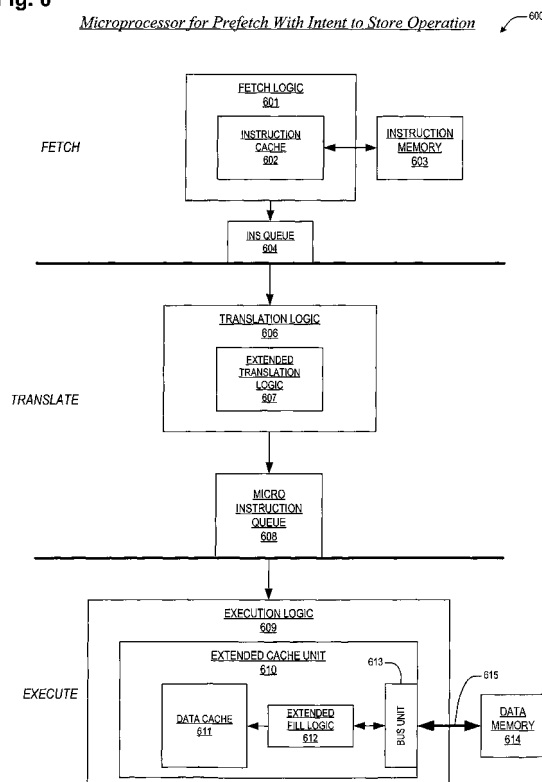 Fig. 6
Microprocessor for Prefetch With Intent to Store Operation
600
FETCH LOGIC
601
INSTRUCTION
CACHE
602
INSTRUCTION
MEMORY
603
FETCH
INS QUEUE
604
TRANSLATION LOGIC
606
EXTENDED
TRANSLATION
LOGIC
607
TRANSLATE
MICRO
INSTRUCTION
QUEUE
608
EXECUTION LOGIC
609
EXTENDED CACHE UNIT
610
613
615
EXECUTE
DATA CACHE
611
EXTENDED
FILL LOGIC
612
BUS UNIT
DATA
MEMORY
614